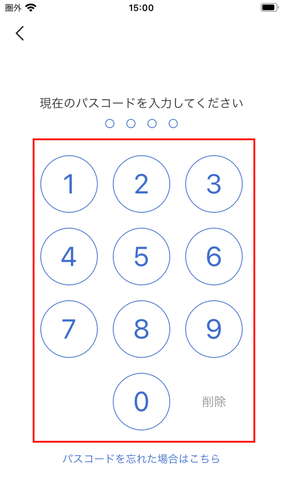 圏外 15:00
現在のパスコードを入力してください
1 2 3
4 5 6
7 8 9
0 削除
パスコードを忘れた場合はこちら